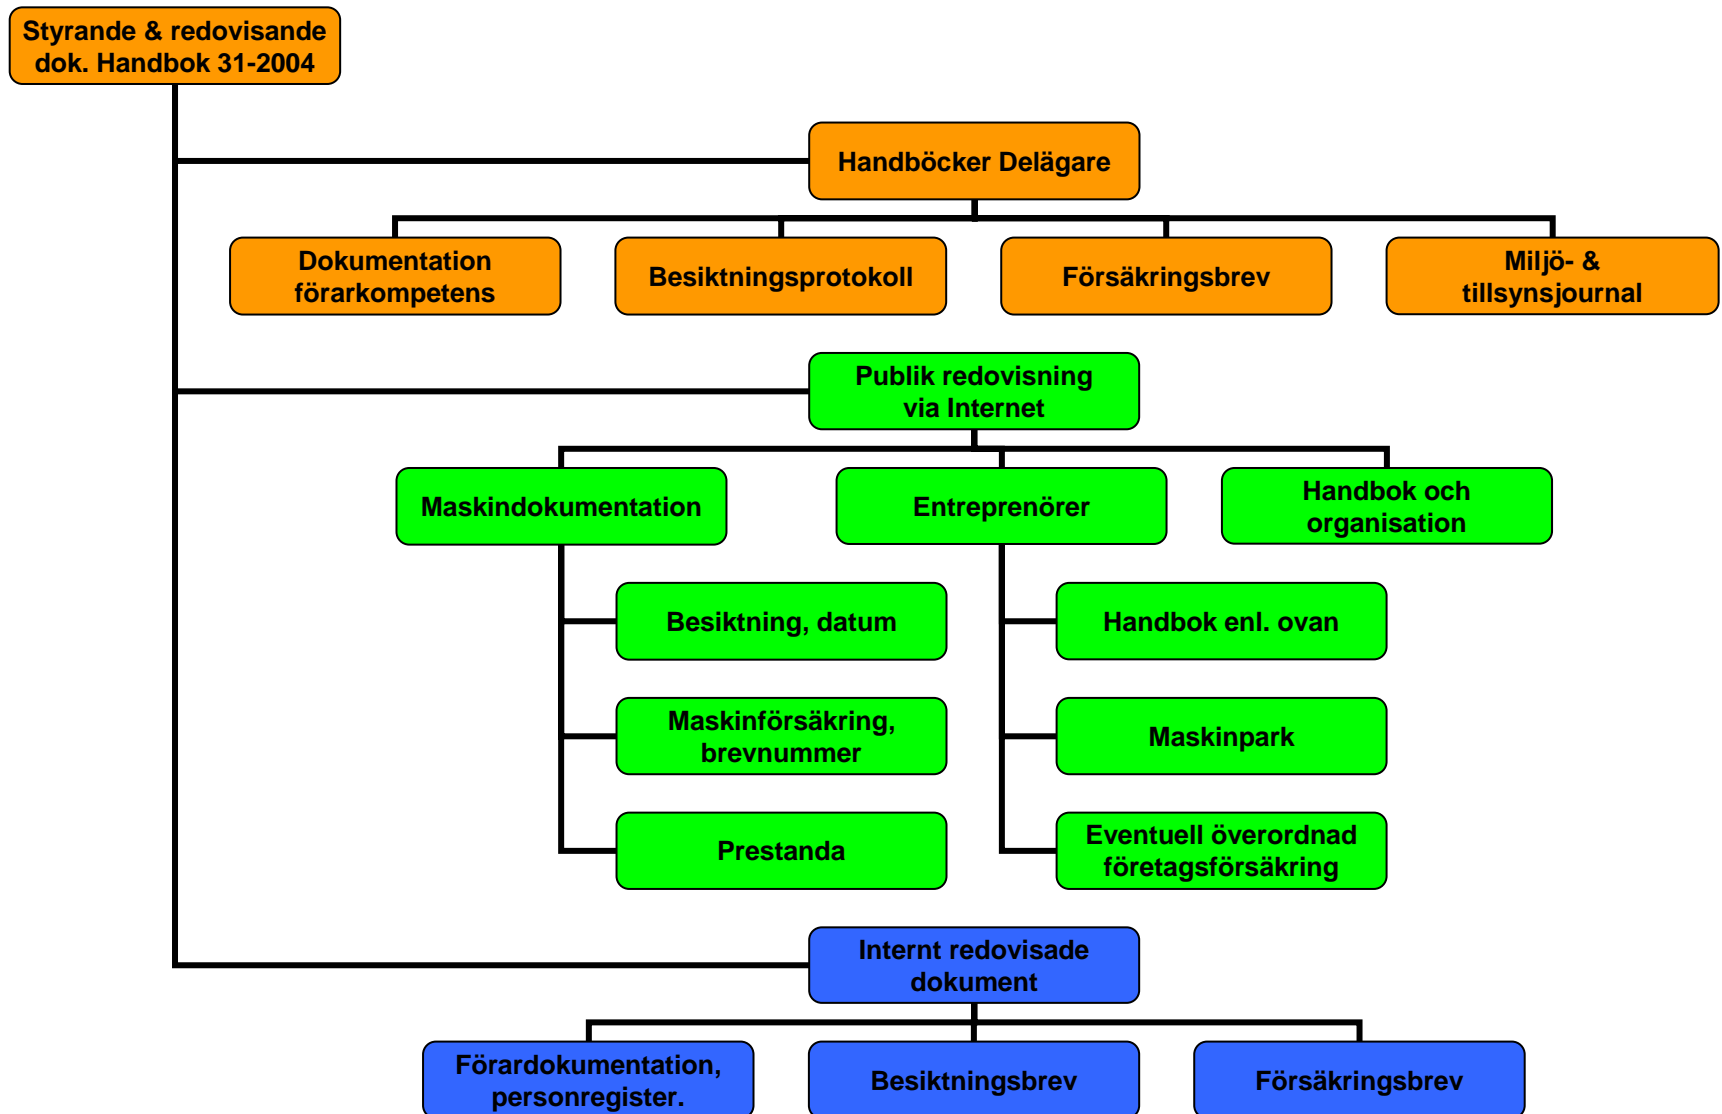 Styrande & redovisande
dok. Handbok 31-2004
Handböcker Delägare
Dokumentation
förarkompetens
Besiktningsprotokoll
Försäkringsbrev
Miljö- &
tillsynsjournal
Publik redovisning
via Internet
Maskindokumentation
Entreprenörer
Handbok och
organisation
Besiktning, datum
Handbok enl. ovan
Maskinförsäkring,
brevnummer
Maskinpark
Prestanda
Eventuell överordnad
företagsförsäkring
Internt redovisade
dokument
Förardokumentation,
personregister.
Besiktningsbrev
Försäkringsbrev